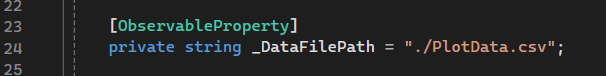 22
23 [ObservableProperty]
24 private string _DataFilePath = "./PlotData.csv";
25